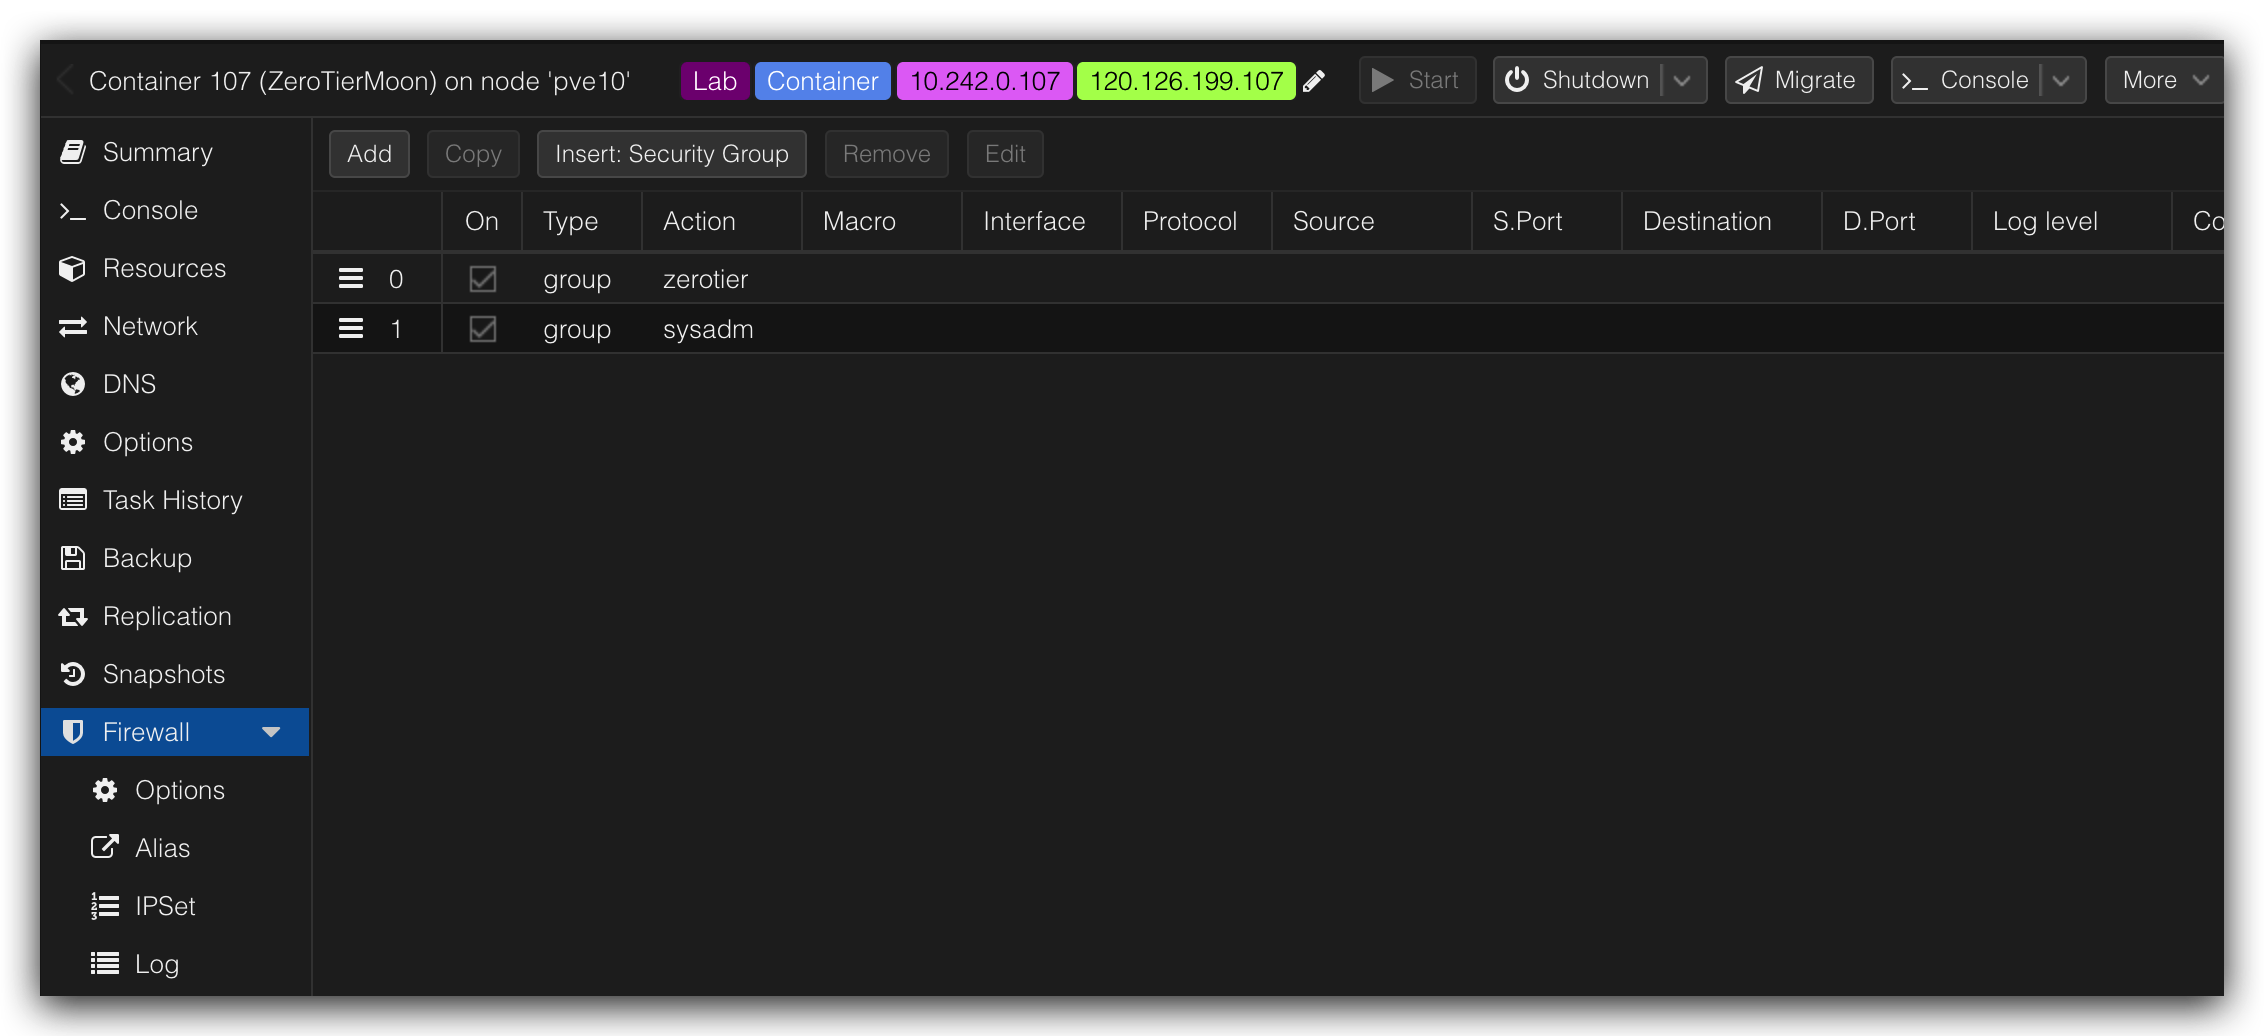 Container 107 (ZeroTierMoon) on node 'pve10' Lab Container 10.242.0.107 120.126.199.107 Start Shutdown Migrate Console More
Summary
Console
Resources
Network
DNS
Options
Task History
Backup
Replication
Snapshots
Firewall
Options
Alias
IPSet
Log
Add Copy Insert: Security Group Remove Edit
On Type Action Macro Interface Protocol Source S.Port Destination D.Port Log level Co
0 group zerotier
1 group sysadm